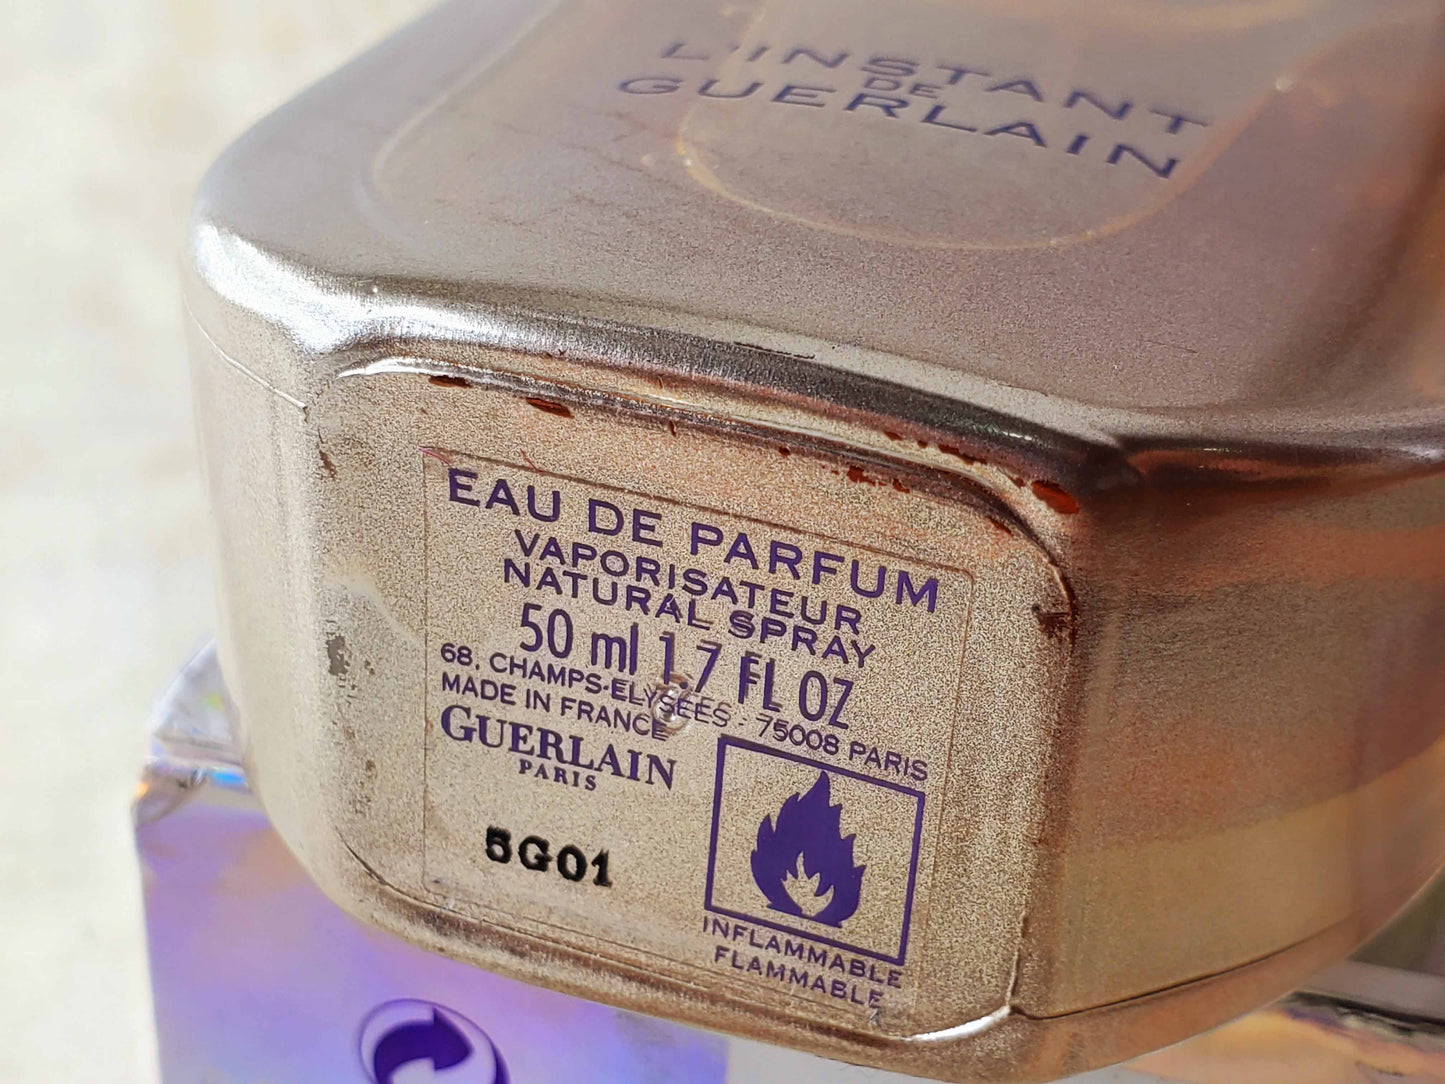 L'INSTANT
DE
GUERLAIN
EAU DE PARFUM
VAPORISATEUR
NATURAL SPRAY
50 ml 1.7 FL OZ
68, CHAMPS-ELYSEES - 75008 PARIS
MADE IN FRANCE
GUERLAIN
PARIS
5G01
INFLAMMABLE
FLAMMABLE